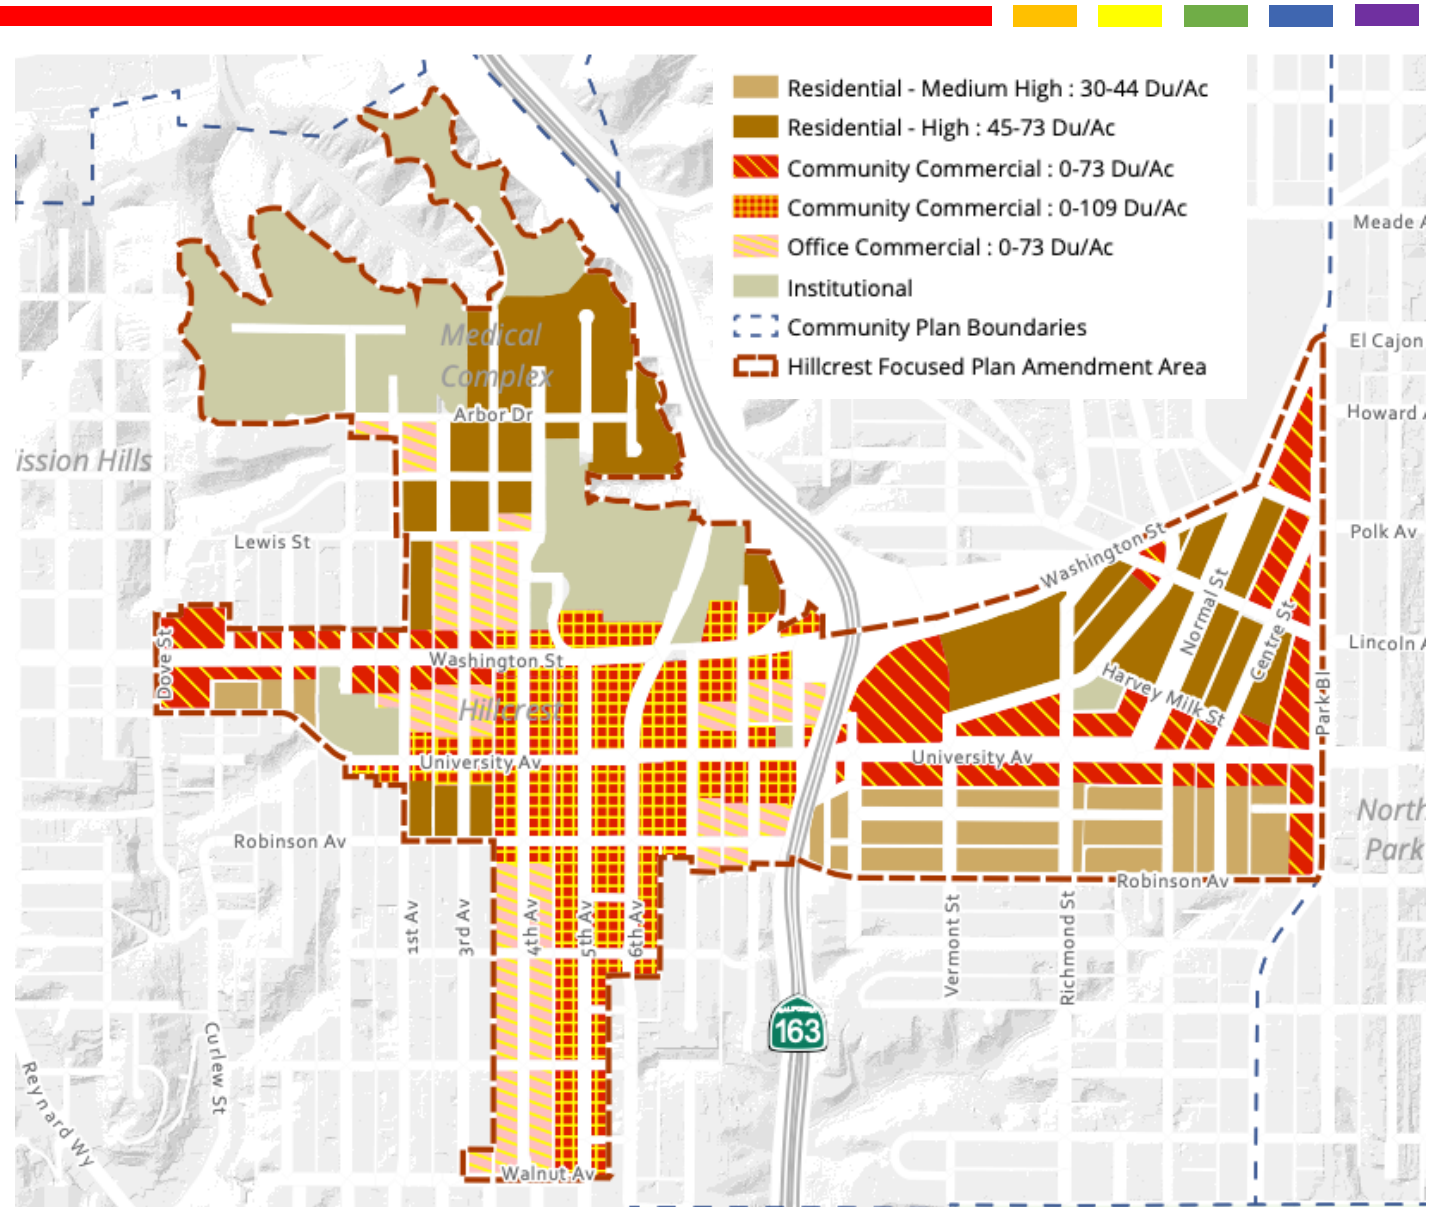 Residential - Medium High : 30-44 Du/Ac
Residential - High : 45-73 Du/Ac
Community Commercial : 0-73 Du/Ac
Community Commercial : 0-109 Du/Ac
Office Commercial : 0-73 Du/Ac
Institutional
Community Plan Boundaries
Hillcrest Focused Plan Amendment Area
Meade A
El Cajon
Howard
Medical
Complex
Arbor Dr
ission Hills
Lewis St
Washington St
Polk Av
Normal St
Centre St
Lincoln A
Dove St
Washington St
Hillcrest
Harvey Milk St
Park Bl
University Av
University Av
North
Park
Robinson Av
Robinson Av
1st Av
3rd Av
4th Av
5th Av
6th Av
Vermont St
Richmond St
CALIFORNIA
163
Curlew St
Reynard Wy
Walnut Av